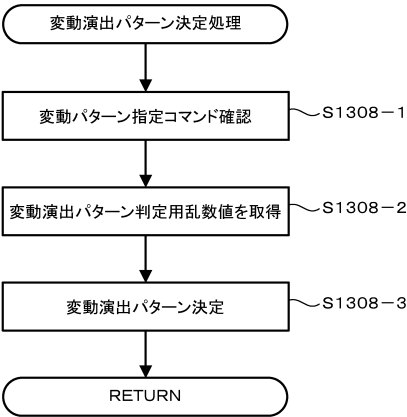 変動演出パターン決定処理
変動パターン指定コマンド確認
S1308－1
変動演出パターン判定用乱数値を取得
S1308－2
変動演出パターン決定
S1308－3
RETURN